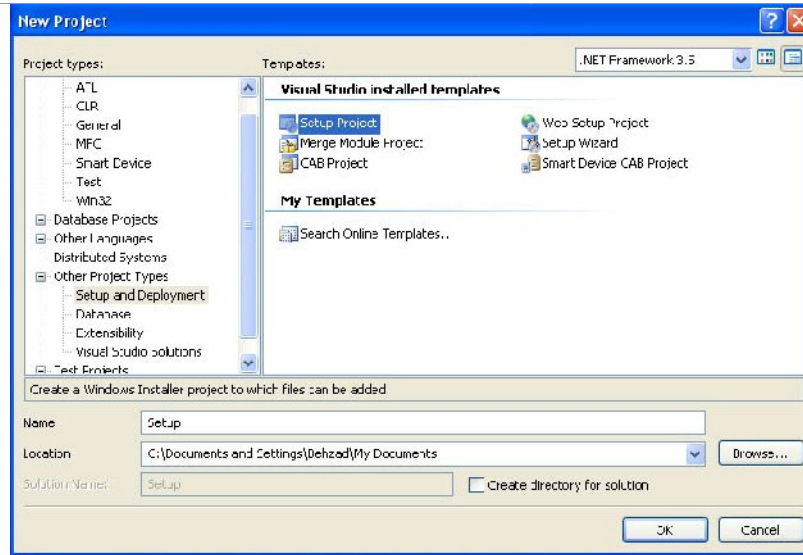 New Project
Project types:
Templates:
.NET Framework 3.5
ATL
CLR
General
MFC
Smart Device
Test
Win32
Database Projects
Other Languages
Distributed Systems
Other Project Types
Setup and Deployment
Database
Extensibility
Visual Studio Solutions
Test Projects
Visual Studio installed templates
Setup Project
Web Setup Project
Merge Module Project
Setup Wizard
CAB Project
Smart Device CAB Project
My Templates
Search Online Templates...
Create a Windows Installer project to which files can be added
Name
Setup
Location
C:\Documents and Settings\Behzad\My Documents
Browse...
Solution Name:
Setup
Create directory for solution
OK
Cancel